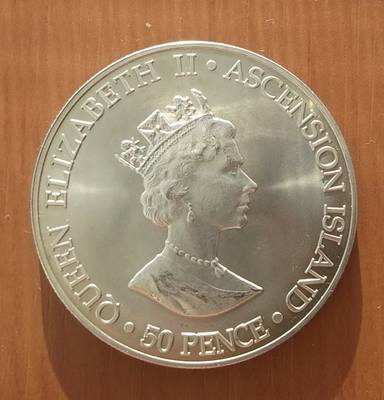 QUEEN ELIZABETH II · ASCENSION ISLAND
· 50 PENCE ·